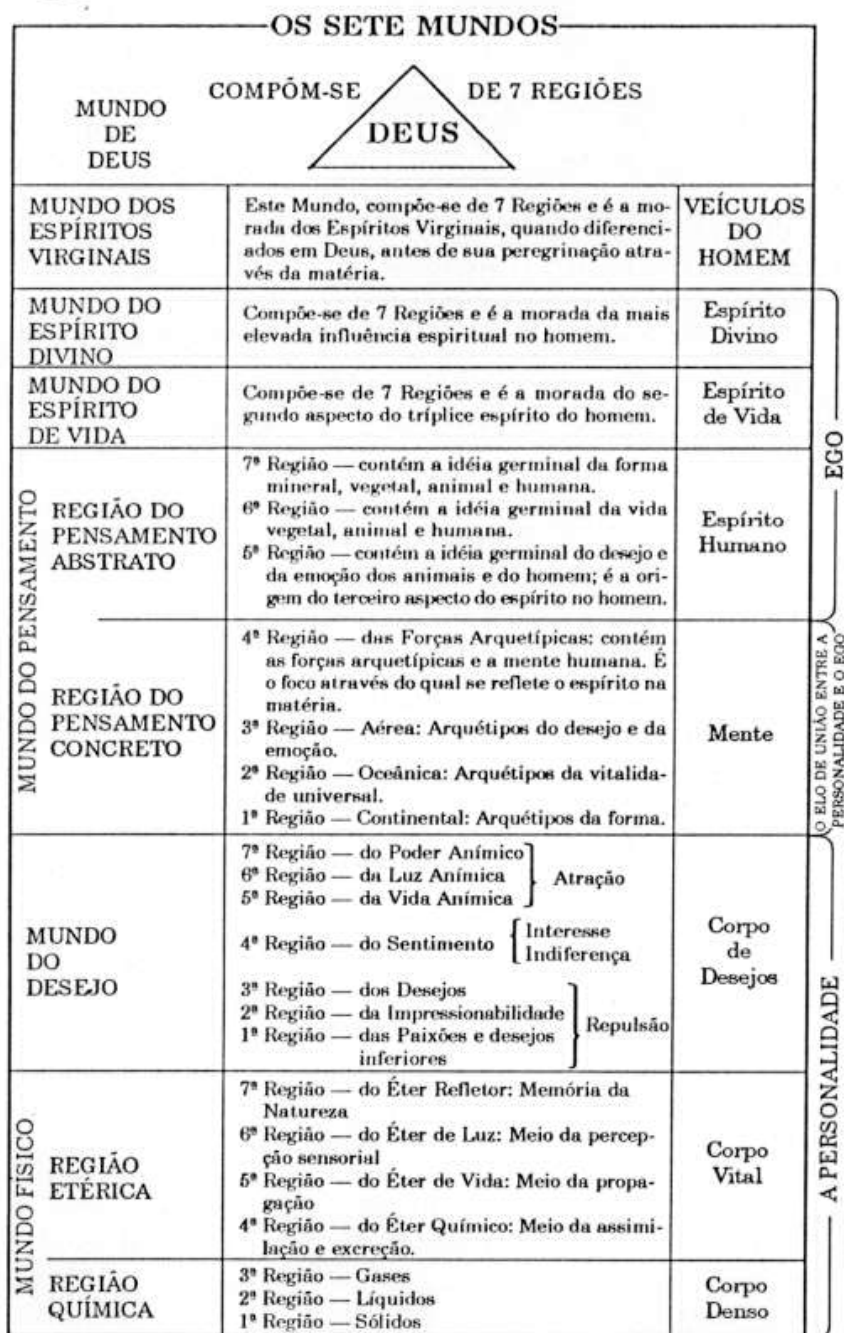 OS SETE MUNDOS
MUNDO
DE
DEUS
COMPÕM-SE
DEUS
DE 7 REGIÕES
MUNDO DOS
ESPÍRITOS
VIRGINAIS
Este Mundo, compõe-se de 7 Regiões e é a mo-
rada dos Espíritos Virginais, quando diferenci-
ados em Deus, antes de sua peregrinação atra-
vés da matéria.
VEÍCULOS
DO
HOMEM
MUNDO DO
ESPÍRITO
DIVINO
Compõe-se de 7 Regiões e é a morada da mais
elevada influência espiritual no homem.
Espírito
Divino
MUNDO DO
ESPÍRITO
DE VIDA
Compõe-se de 7 Regiões e é a morada do se-
gundo aspecto do tríplice espírito do homem.
Espírito
de Vida
EGO
MUNDO DO PENSAMENTO
REGIÃO DO
PENSAMENTO
ABSTRATO
7ª Região — contém a idéia germinal da forma
mineral, vegetal, animal e humana.
6ª Região — contém a idéia germinal da vida
vegetal, animal e humana.
5ª Região — contém a idéia germinal do desejo e
da emoção dos animais e do homem; é a ori-
gem do terceiro aspecto do espírito no homem.
Espírito
Humano
REGIÃO DO
PENSAMENTO
CONCRETO
4ª Região — das Forças Arquetípicas: contém
as forças arquetípicas e a mente humana. É
o foco através do qual se reflete o espírito na
matéria.
3ª Região — Aérea: Arquétipos do desejo e da
emoção.
2ª Região — Oceânica: Arquétipos da vitalida-
de universal.
1ª Região — Continental: Arquétipos da forma.
Mente
O ELO DE UNIÃO ENTRE A
PERSONALIDADE E O EGO
MUNDO
DO
DESEJO
7ª Região — do Poder Anímico
6ª Região — da Luz Anímica
5ª Região — da Vida Anímica
Atração
4ª Região — do Sentimento
Interesse
Indiferença
3ª Região — dos Desejos
2ª Região — da Impressionabilidade
1ª Região — das Paixões e desejos
inferiores
Repulsão
Corpo
de
Desejos
A PERSONALIDADE
MUNDO FÍSICO
REGIÃO
ETÉRICA
7ª Região — do Éter Refletor: Memória da
Natureza
6ª Região — do Éter de Luz: Meio da percep-
ção sensorial
5ª Região — do Éter de Vida: Meio da propa-
gação
4ª Região — do Éter Químico: Meio da assimi-
lação e excreção.
Corpo
Vital
REGIÃO
QUÍMICA
3ª Região — Gases
2ª Região — Líquidos
1ª Região — Sólidos
Corpo
Denso